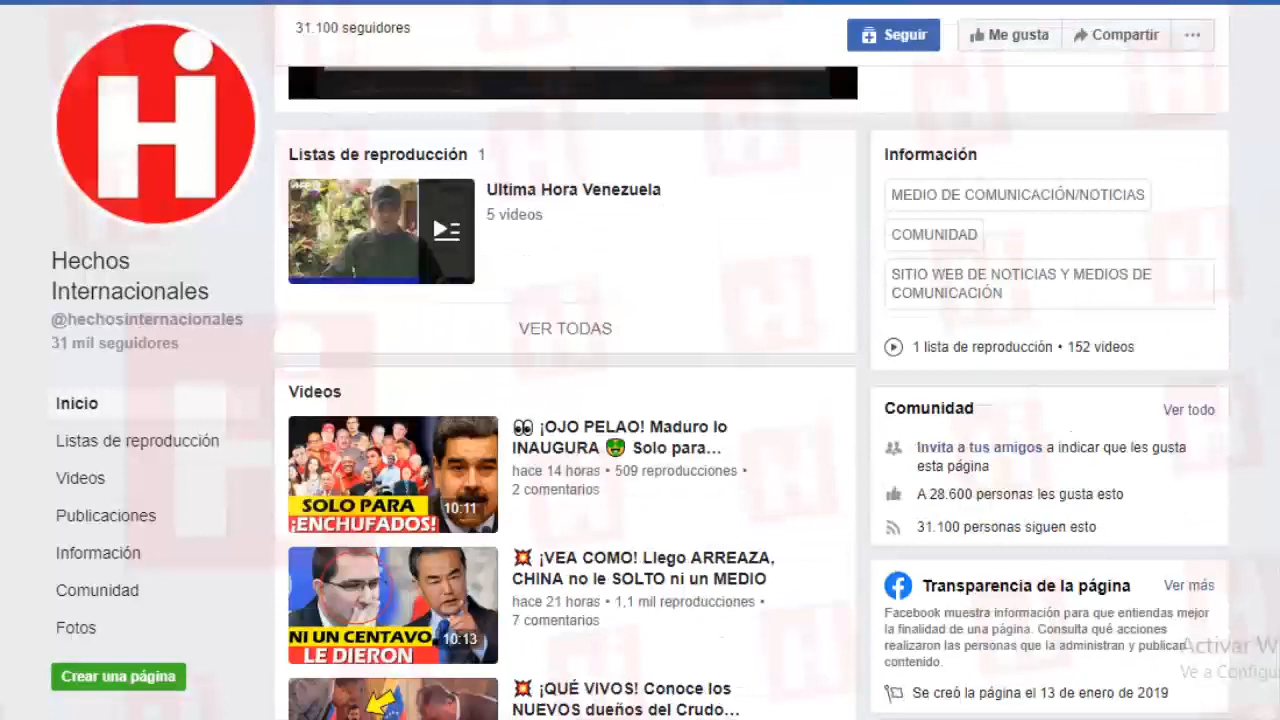 31.100 seguidores
Seguir
Me gusta
Compartir
Hi
Hechos
Internacionales
@hechosinternacionales
31 mil seguidores
Inicio
Listas de reproducción
Videos
Publicaciones
Información
Comunidad
Fotos
Crear una página
Listas de reproducción 1
Ultima Hora Venezuela
5 videos
VER TODAS
Videos
SOLO PARA
¡ENCHUFADOS!
10:11
👀 ¡OJO PELAO! Maduro lo
INAUGURA 🤑 Solo para...
hace 14 horas • 509 reproducciones •
2 comentarios
NI UN CENTAVO
LE DIERON
10:13
💥 ¡VEA COMO! Llego ARREAZA,
CHINA no le SOLTO ni un MEDIO
hace 21 horas • 1,1 mil reproducciones •
7 comentarios
💥 ¡QUÉ VIVOS! Conoce los
NUEVOS dueños del Crudo...
Información
MEDIO DE COMUNICACIÓN/NOTICIAS
COMUNIDAD
SITIO WEB DE NOTICIAS Y MEDIOS DE
COMUNICACIÓN
1 lista de reproducción • 152 videos
Comunidad
Ver todo
Invita a tus amigos a indicar que les gusta
esta página
A 28.600 personas les gusta esto
31.100 personas siguen esto
Transparencia de la página
Ver más
Facebook muestra información para que entiendas mejor
la finalidad de una página. Consulta qué acciones
realizaron las personas que la administran y publican
contenido.
Se creó la página el 13 de enero de 2019
Activar W
Ve a Configu